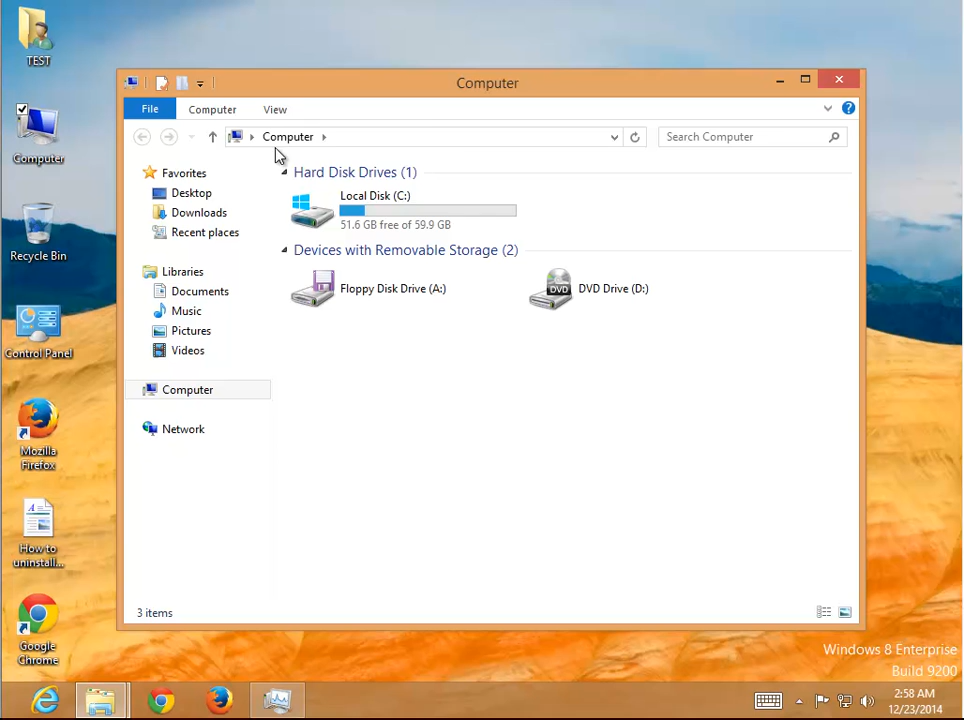 TEST
Computer
Recycle Bin
Control Panel
Mozilla
Firefox
A
How to
uninstall...
Google
Chrome
Computer
File
Computer
View
Computer
Search Computer
Favorites
Desktop
Downloads
Recent places
Libraries
Documents
Music
Pictures
Videos
Computer
Network
Hard Disk Drives (1)
Local Disk (C:)
51.6 GB free of 59.9 GB
Devices with Removable Storage (2)
Floppy Disk Drive (A:)
DVD
DVD Drive (D:)
3 items
Windows 8 Enterprise
Build 9200
2:58 AM
12/23/2014